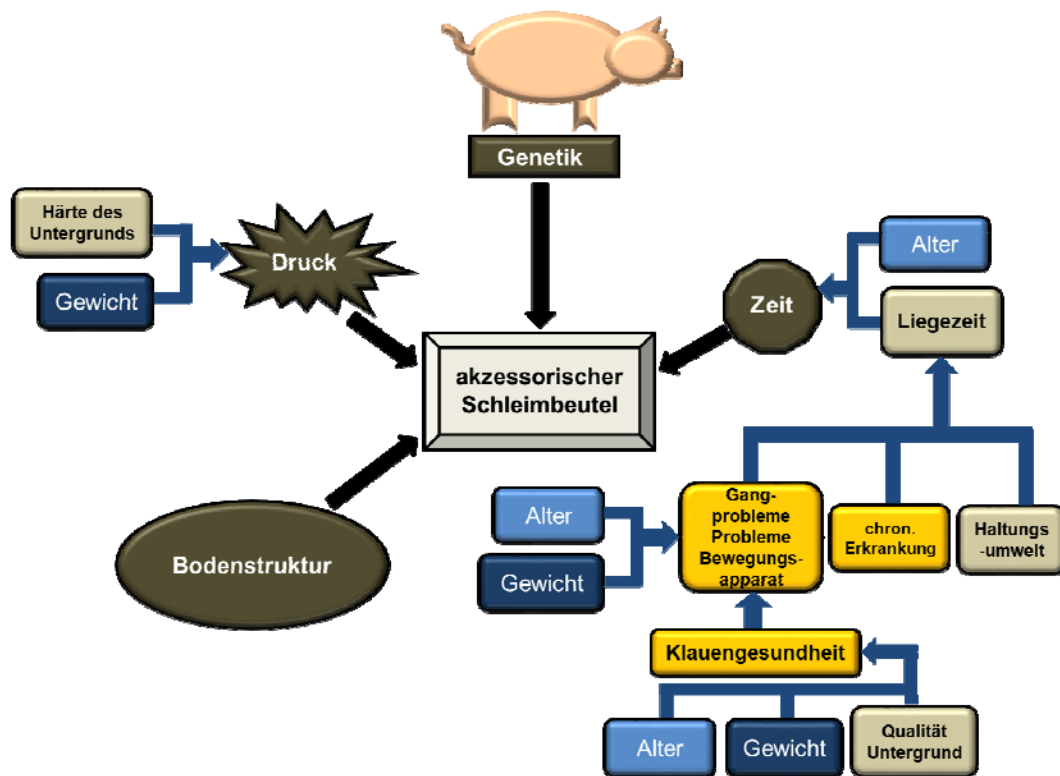 Genetik
Härte des
Untergrunds
Gewicht
Druck
Zeit
Alter
Liegezeit
akzessorischer
Schleimbeutel
Bodenstruktur
Alter
Gewicht
Gang-
probleme
Probleme
Bewegungs-
apparat
chron.
Erkrankung
Haltungs
-umwelt
Klauengesundheit
Alter
Gewicht
Qualität
Untergrund